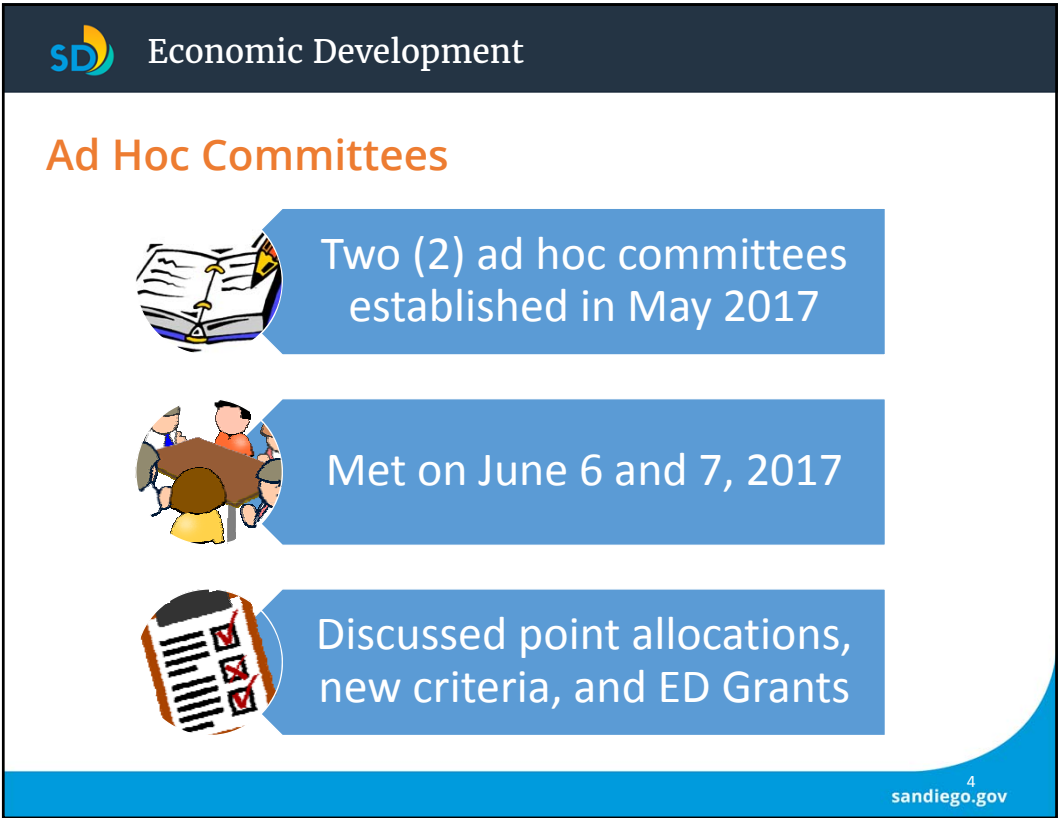 SD
Economic Development
Ad Hoc Committees
Two (2) ad hoc committees
established in May 2017
Met on June 6 and 7, 2017
Discussed point allocations,
new criteria, and ED Grants
4
sandiego.gov